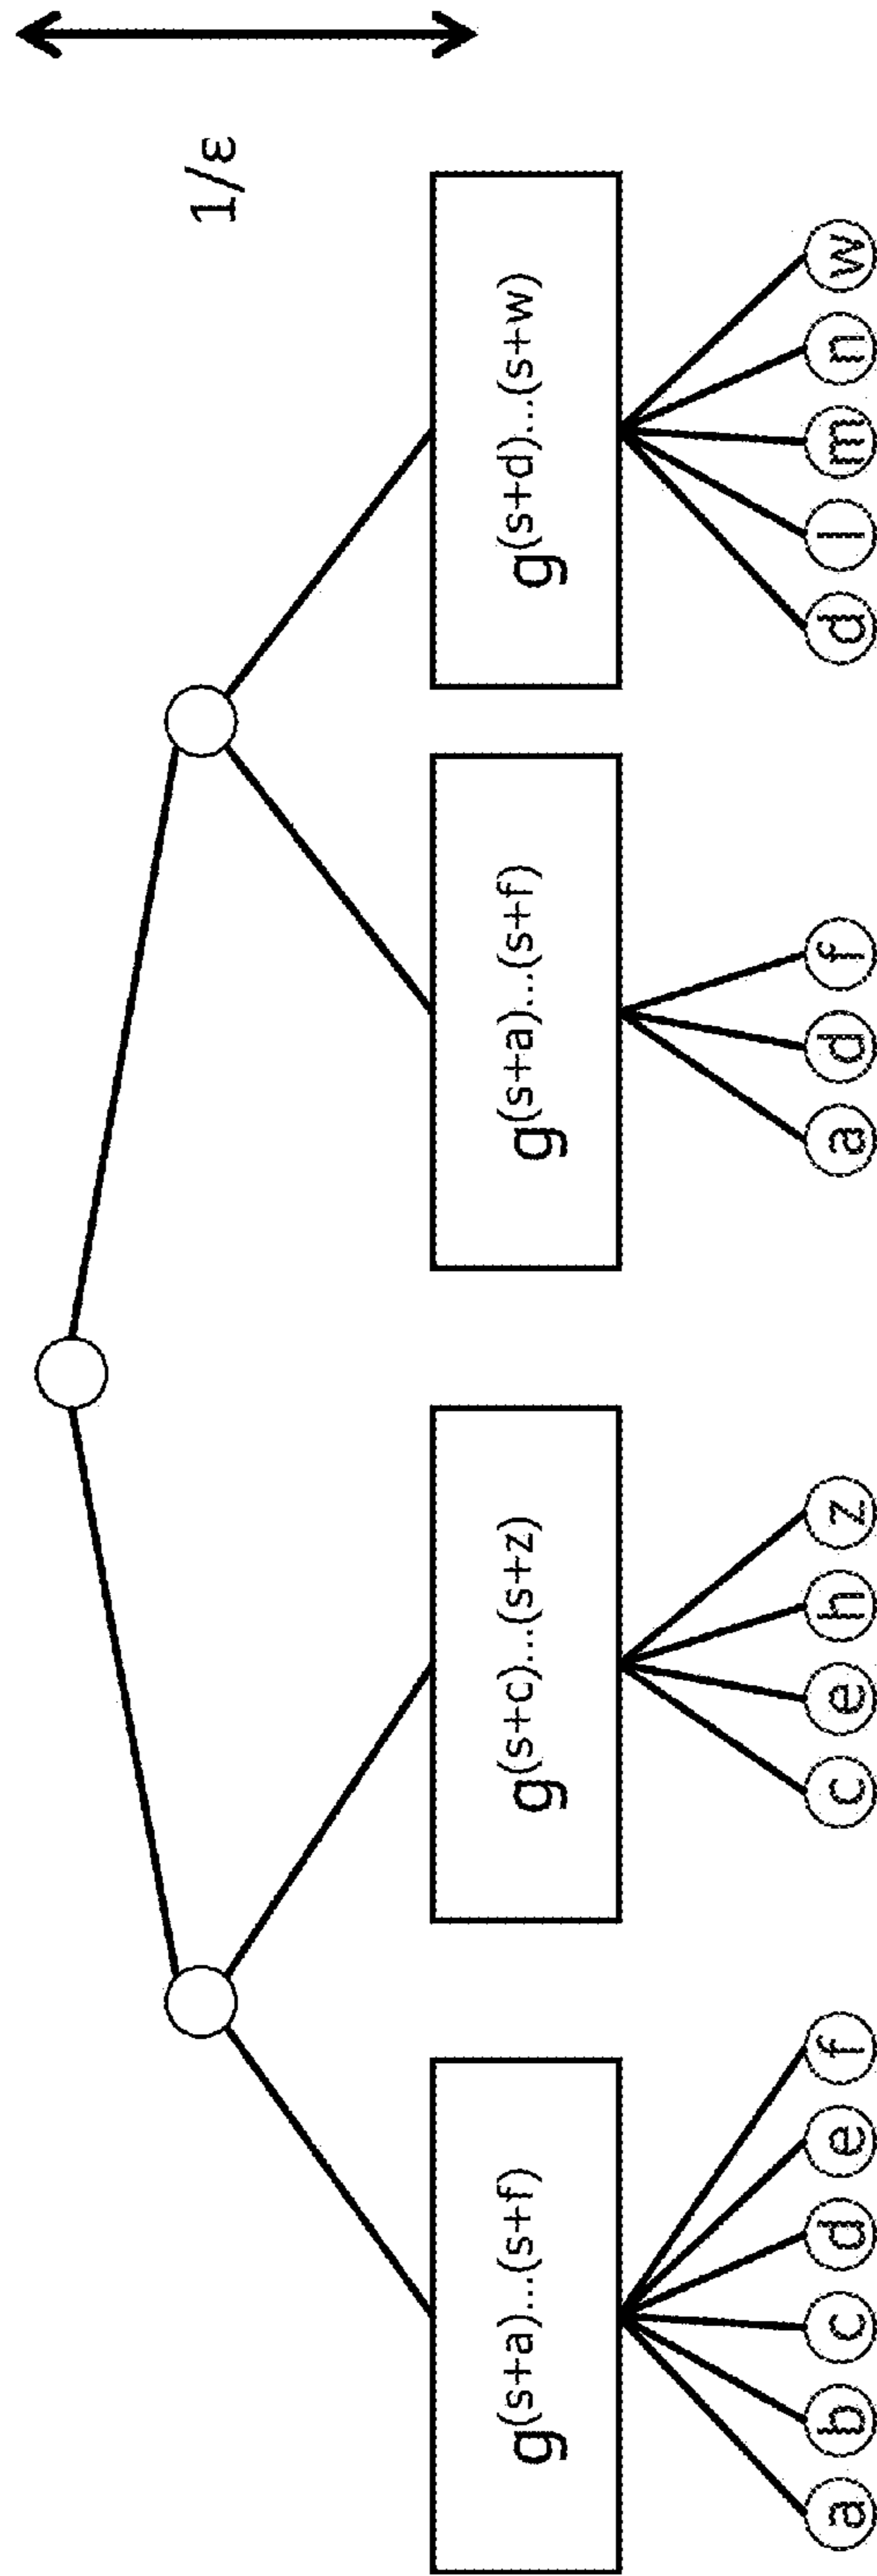 1/ε
g(s+a)...(s+f)
g(s+c)...(s+z)
g(s+a)...(s+f)
g(s+d)...(s+w)
a b c d e f
c e h z
a d f
d l m n w